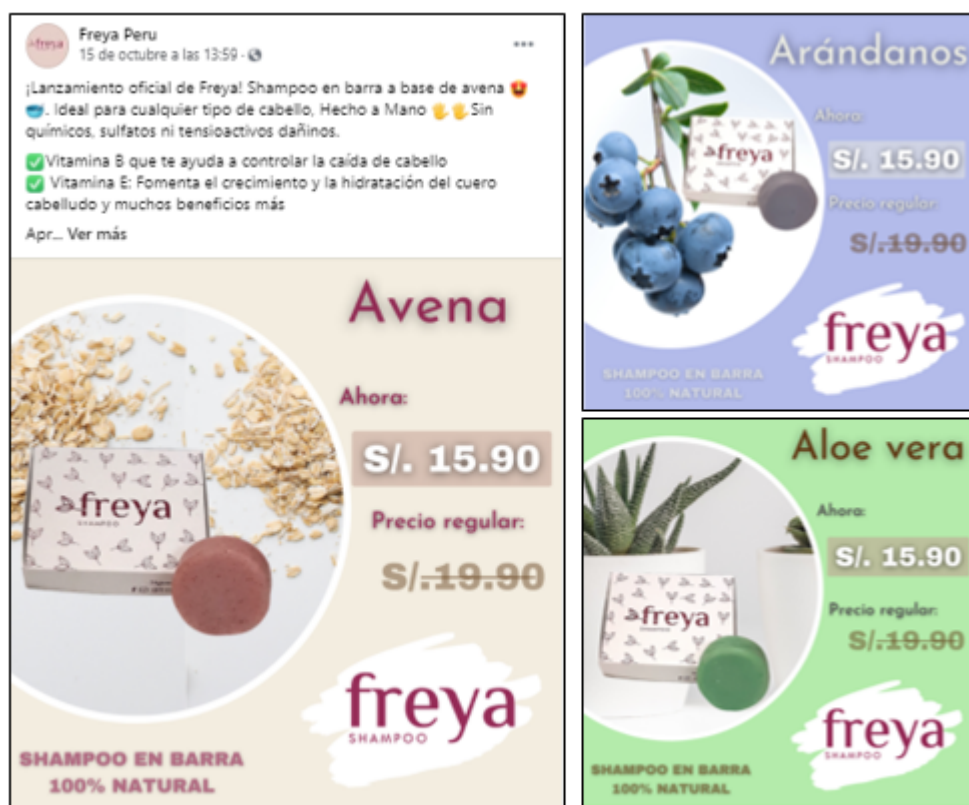 Freya Peru
15 de octubre a las 13:59 ·
¡Lanzamiento oficial de Freya! Shampoo en barra a base de avena 😍
🥣. Ideal para cualquier tipo de cabello, Hecho a Mano 🖐🖐Sin
químicos, sulfatos ni tensioactivos dañinos.
✅Vitamina B que te ayuda a controlar la caída de cabello
✅ Vitamina E: Fomenta el crecimiento y la hidratación del cuero
cabelludo y muchos beneficios más
Apr... Ver más
Avena
Ahora:
S/. 15.90
Precio regular:
S/.19.90
freya
SHAMPOO
freya
SHAMPOO
SHAMPOO EN BARRA
100% NATURAL
Arándanos
Ahora:
S/. 15.90
Precio regular:
S/.19.90
freya
freya
SHAMPOO
SHAMPOO EN BARRA
100% NATURAL
Aloe vera
Ahora:
S/. 15.90
Precio regular:
S/.19.90
freya
SHAMPOO
freya
SHAMPOO
SHAMPOO EN BARRA
100% NATURAL